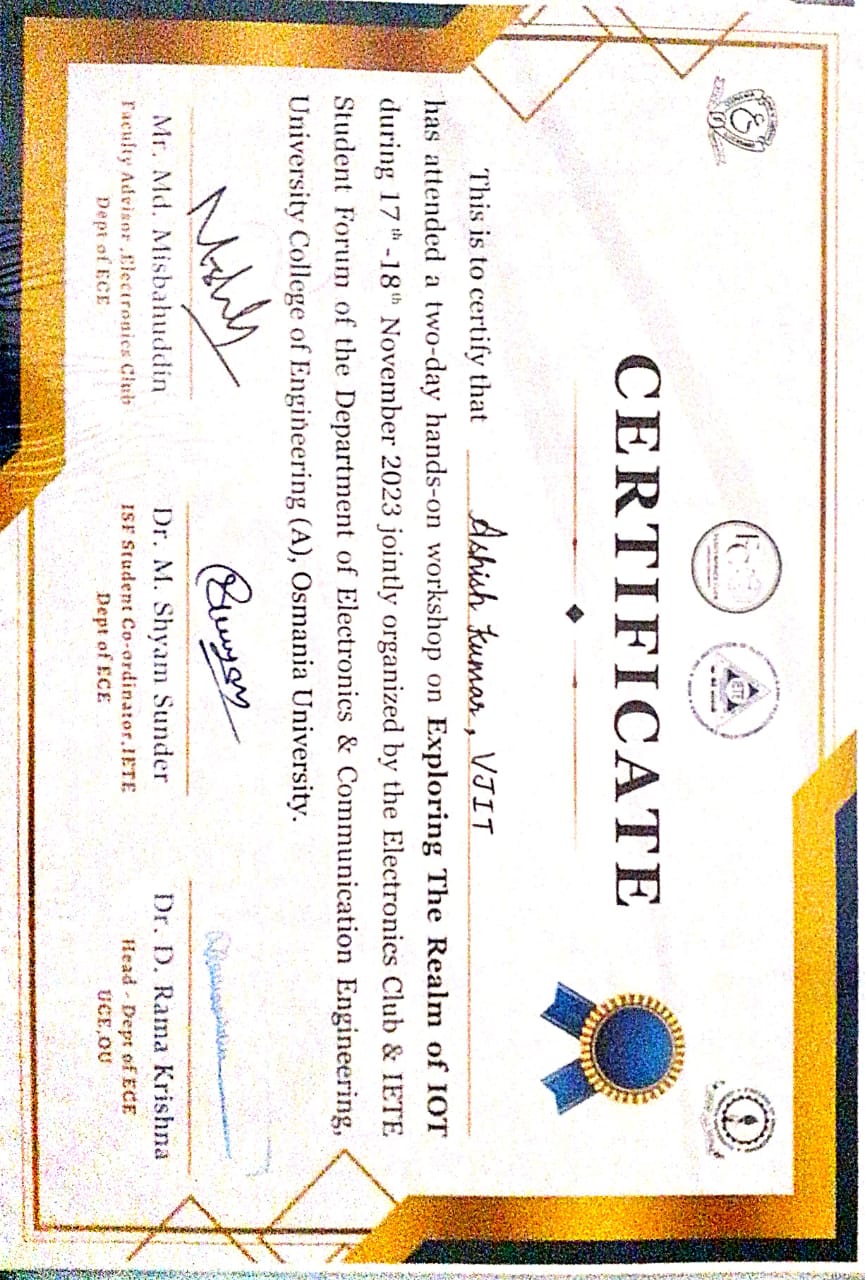 IETE
CERTIFICATE
This is to certify that Ashish Kumar, VJIT
has attended a two-day hands-on workshop on Exploring The Realm of IOT
during 17th -18th November 2023 jointly organized by the Electronics Club & IETE
Student Forum of the Department of Electronics & Communication Engineering,
University College of Engineering (A), Osmania University.
Mr. Md. Misbahuddin
Faculty Advisor ,Electronics Club
Dept of ECE
Dr. M. Shyam Sunder
ISF Student Co-ordinator,IETE
Dept of ECE
Dr. D. Rama Krishna
Head - Dept of ECE
UCE,OU